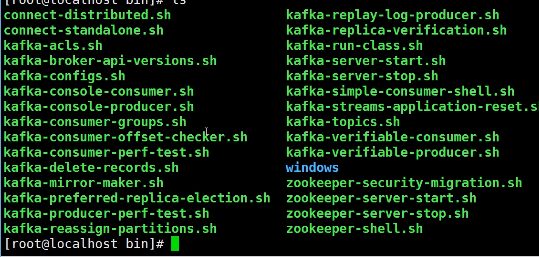 [root@localhost bin]# ls
connect-distributed.sh kafka-replay-log-producer.sh
connect-standalone.sh kafka-replica-verification.sh
kafka-acls.sh kafka-run-class.sh
kafka-broker-api-versions.sh kafka-server-start.sh
kafka-configs.sh kafka-server-stop.sh
kafka-console-consumer.sh kafka-simple-consumer-shell.sh
kafka-console-producer.sh kafka-streams-application-reset.sh
kafka-consumer-groups.sh kafka-topics.sh
kafka-consumer-offset-checker.sh kafka-verifiable-consumer.sh
kafka-consumer-perf-test.sh kafka-verifiable-producer.sh
kafka-delete-records.sh windows
kafka-mirror-maker.sh zookeeper-security-migration.sh
kafka-preferred-replica-election.sh zookeeper-server-start.sh
kafka-producer-perf-test.sh zookeeper-server-stop.sh
kafka-reassign-partitions.sh zookeeper-shell.sh
[root@localhost bin]#